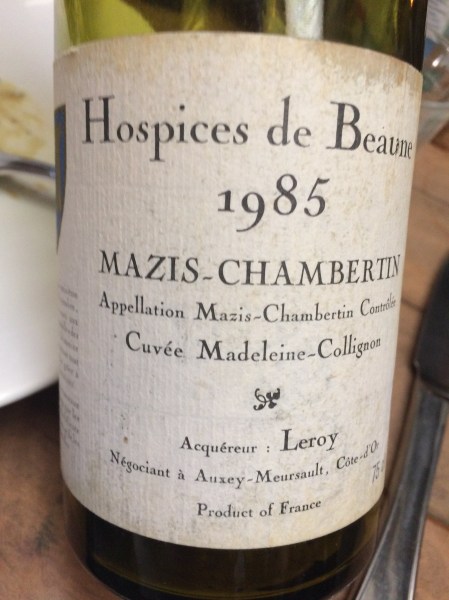 Hospices de Beaune
1985
MAZIS-CHAMBERTIN
Appellation Mazis-Chambertin Contrôlée
Cuvée Madeleine-Collignon
Acquéreur : Leroy
Négociant à Auxey-Meursault, Côte-d'Or
75
Product of France